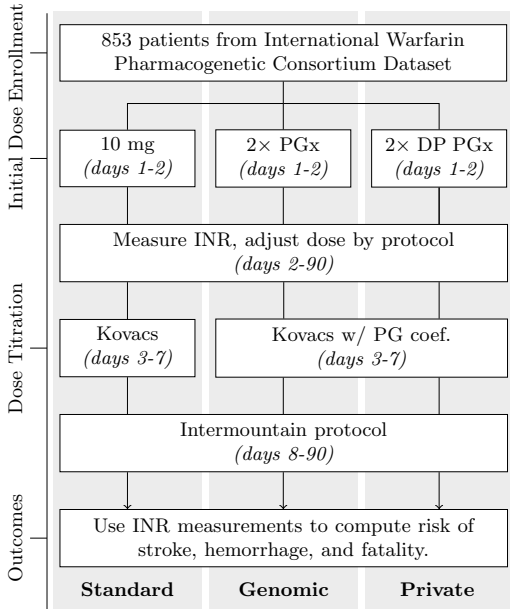 Enrollment
853 patients from International Warfarin
Pharmacogenetic Consortium Dataset
Initial Dose
10 mg
(days 1-2)
2× PGx
(days 1-2)
2× DP PGx
(days 1-2)
Measure INR, adjust dose by protocol
(days 2-90)
Dose Titration
Kovacs
(days 3-7)
Kovacs w/ PG coef.
(days 3-7)
Intermountain protocol
(days 8-90)
Outcomes
Use INR measurements to compute risk of
stroke, hemorrhage, and fatality.
Standard
Genomic
Private